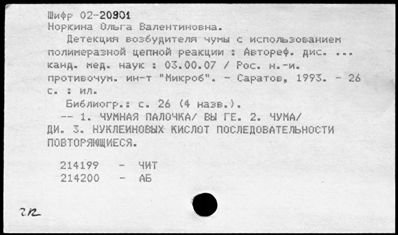 Шифр 02-20901
Норкина Ольга Валентиновна.
Детекция возбудителя чумы с использованием
полимеразной цепной реакции : Автореф. дис. ...
канд. мед. наук : 03.00.07 / Рос. н.-и.
противочум. ин-т "Микроб". - Саратов, 1993. - 26
с. : ил.
Библиогр.: с. 26 (4 назв.).
-- 1. ЧУМНАЯ ПАЛОЧКА/ ВЫ ГЕ. 2. ЧУМА/
ДИ. 3. НУКЛЕИНОВЫХ КИСЛОТ ПОСЛЕДОВАТЕЛЬНОСТИ
ПОВТОРЯЮЩИЕСЯ.
214199 - ЧИТ
214200 - АБ